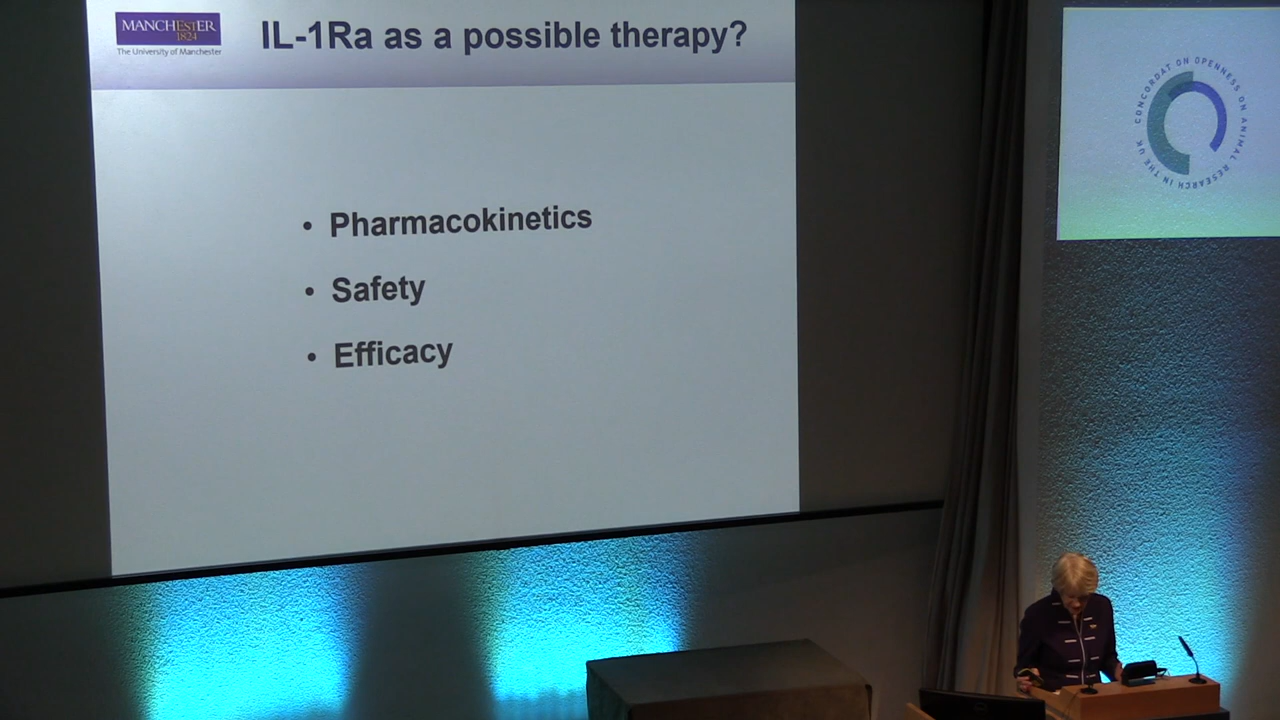 MANCHESTER
1824
The University of Manchester
IL-1Ra as a possible therapy?
• Pharmacokinetics
• Safety
• Efficacy
CONCORDAT ON OPENNESS ON ANIMAL RESEARCH IN THE UK